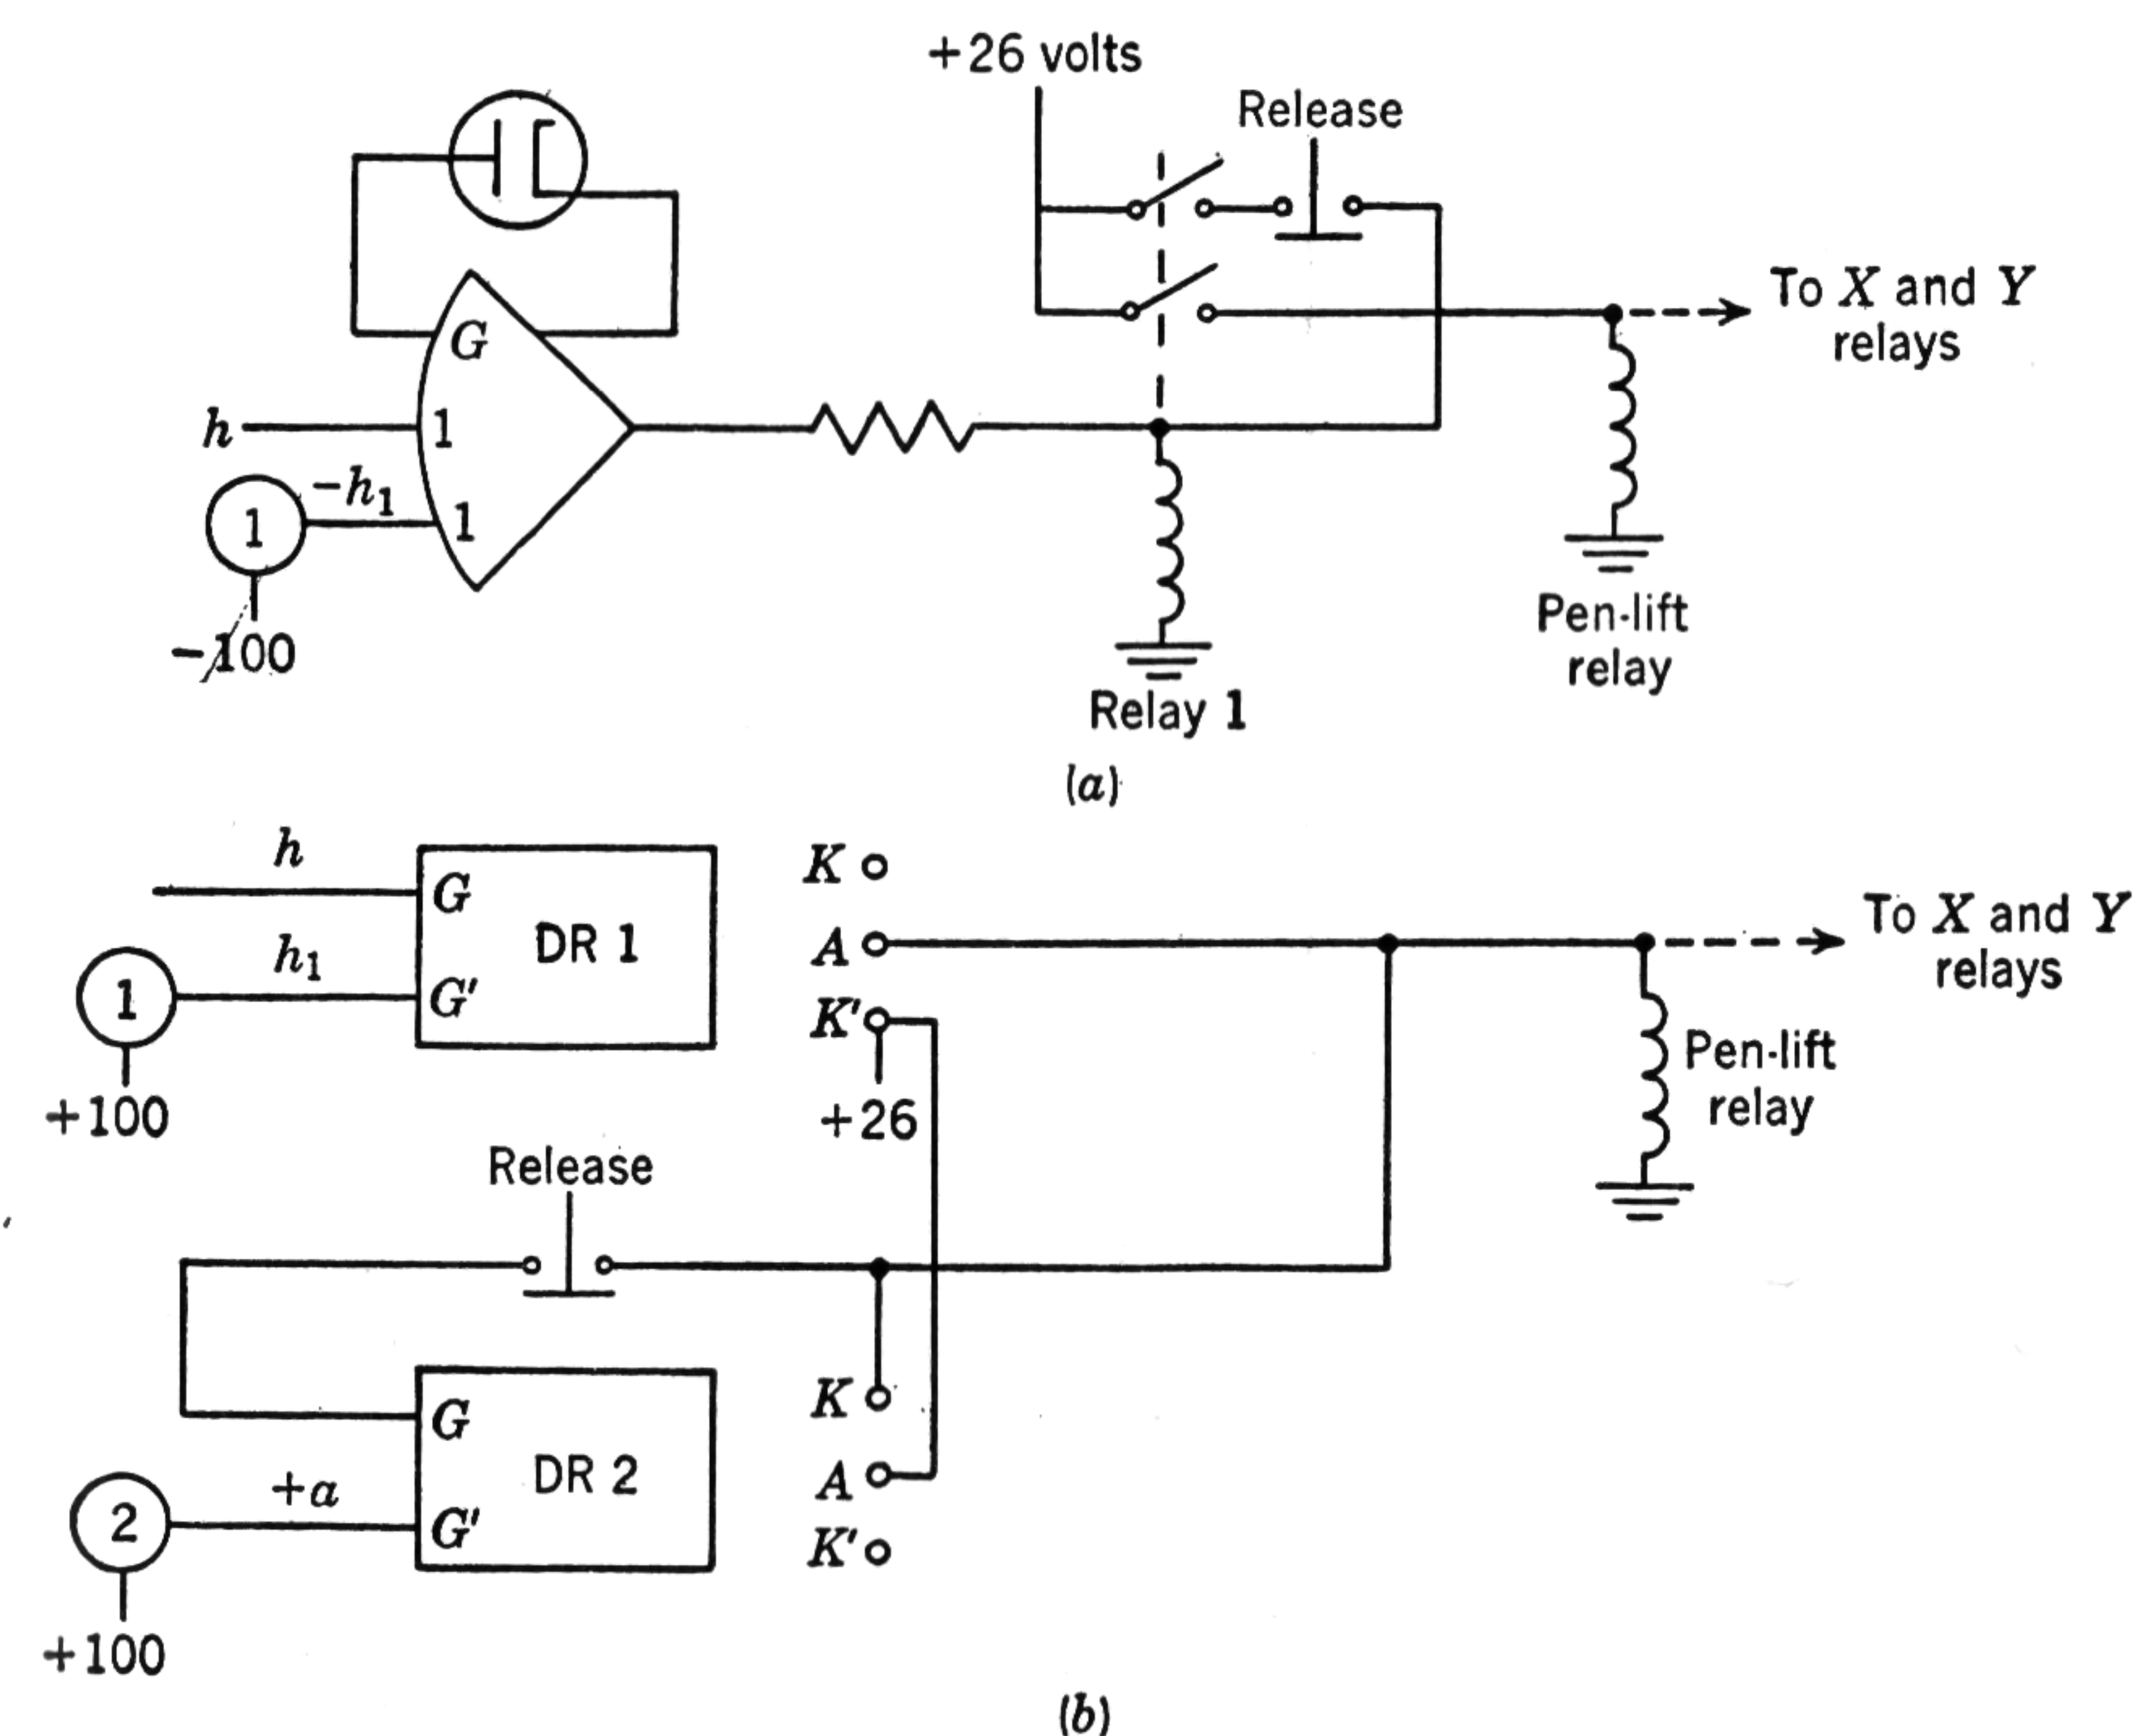 +26 volts
Release
G
h
1
-h1
1
1
-100
To X and Y
relays
Pen-lift
relay
Relay 1
(a)
h
G
DR 1
h1
G'
1
+100
K
A
K'
+26
To X and Y
relays
Pen-lift
relay
Release
G
DR 2
+a
G'
2
+100
K
A
K'
(b)